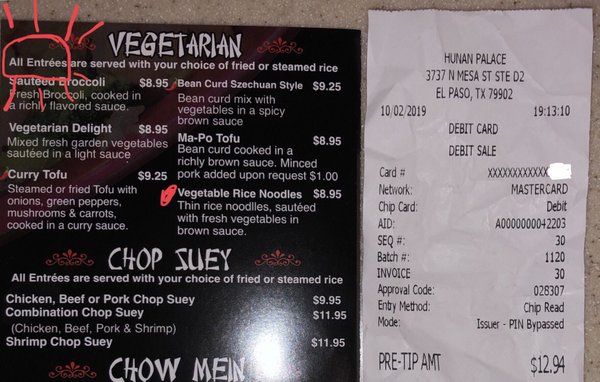 VEGETARIAN
All Entrées are served with your choice of fried or steamed rice
Sautéed Broccoli $8.95
Fresh Broccoli, cooked in
a richly flavored sauce.
Vegetarian Delight $8.95
Mixed fresh garden vegetables
sautéed in a light sauce
Curry Tofu $9.25
Steamed or fried Tofu with
onions, green peppers,
mushrooms & carrots,
cooked in a curry sauce.
Bean Curd Szechuan Style $9.25
Bean curd mix with
vegetables in a spicy
brown sauce
Ma-Po Tofu $8.95
Bean curd cooked in a
richly brown sauce. Minced
pork added upon request $1.00
Vegetable Rice Noodles $8.95
Thin rice noodlles, sautéed
with fresh vegetables in
brown sauce.
CHOP SUEY
All Entrées are served with your choice of fried or steamed rice
Chicken, Beef or Pork Chop Suey $9.95
Combination Chop Suey $11.95
(Chicken, Beef, Pork & Shrimp)
Shrimp Chop Suey $11.95
CHOW MEIN
HUNAN PALACE
3737 N MESA ST STE D2
EL PASO, TX 79902
10/02/2019 19:13:10
DEBIT CARD
DEBIT SALE
Card # XXXXXXXXXXXX
Network: MASTERCARD
Chip Card: Debit
AID: A0000000042203
SEQ #: 30
Batch #: 1120
INVOICE 30
Approval Code: 028307
Entry Method: Chip Read
Mode: Issuer - PIN Bypassed
PRE-TIP AMT $12.94